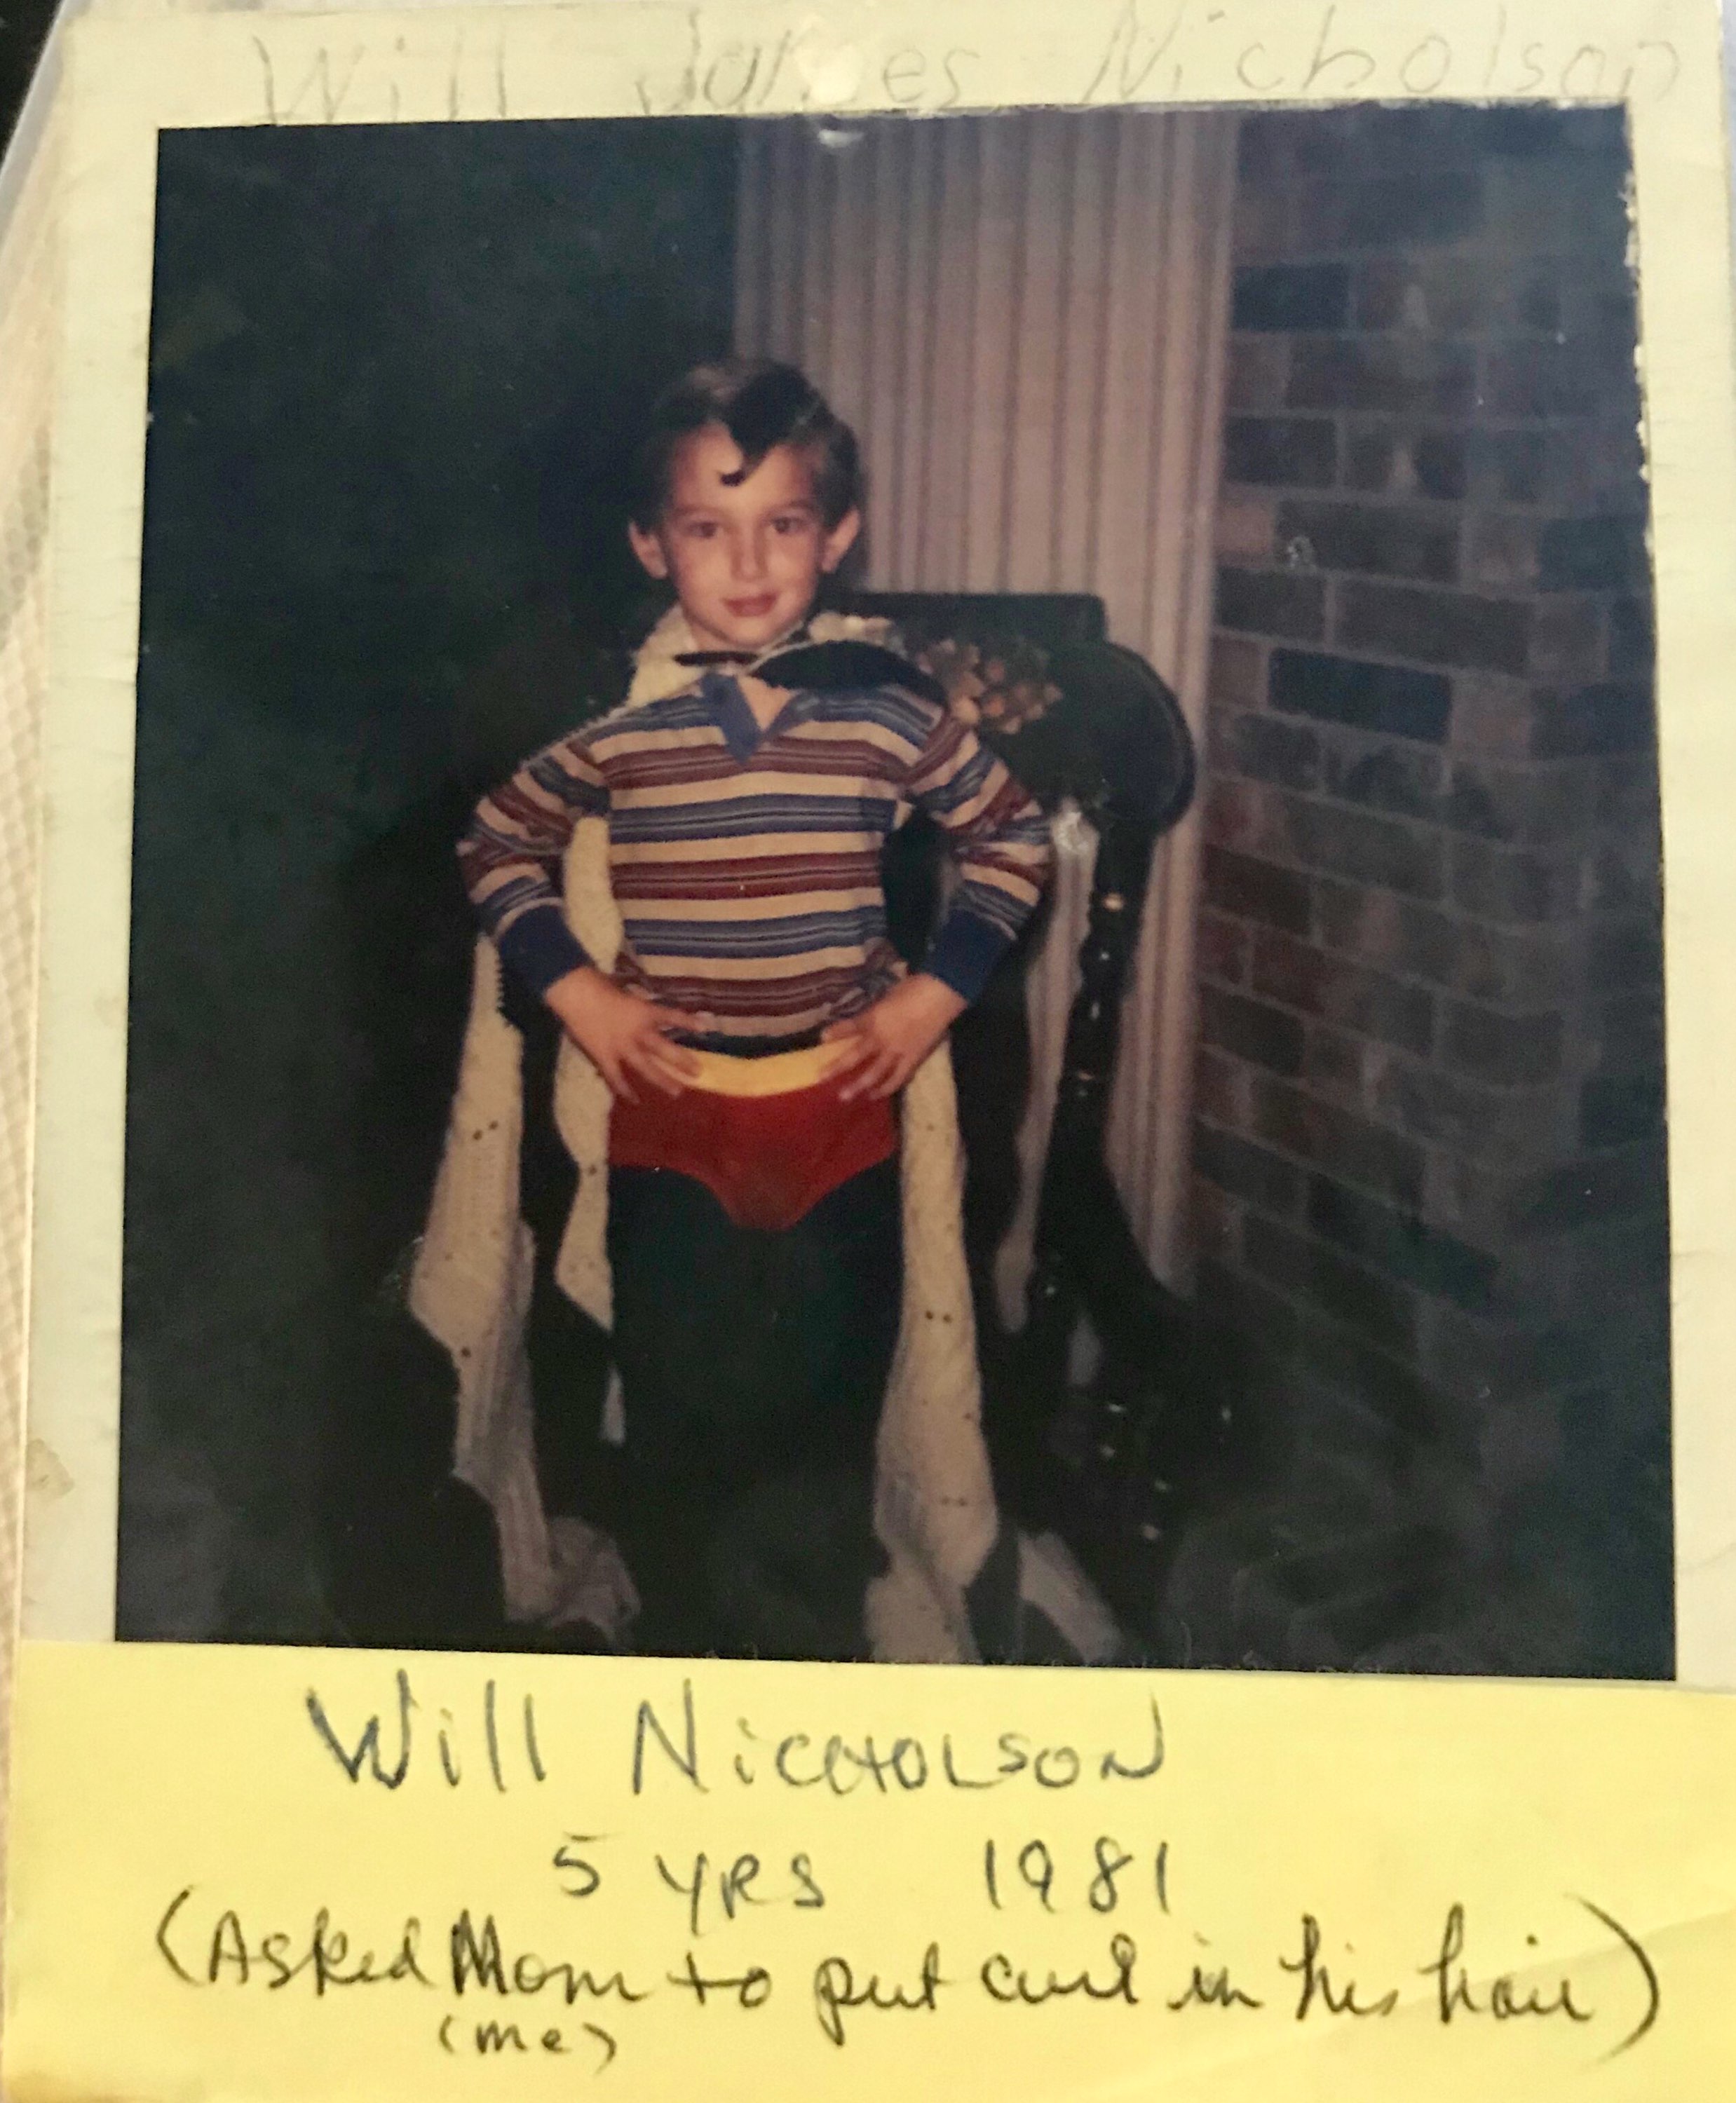 Will James Nicholson
Will NICHOLSON
5 YRS 1981
(Asked Mom to put curl in his hair)
(me)